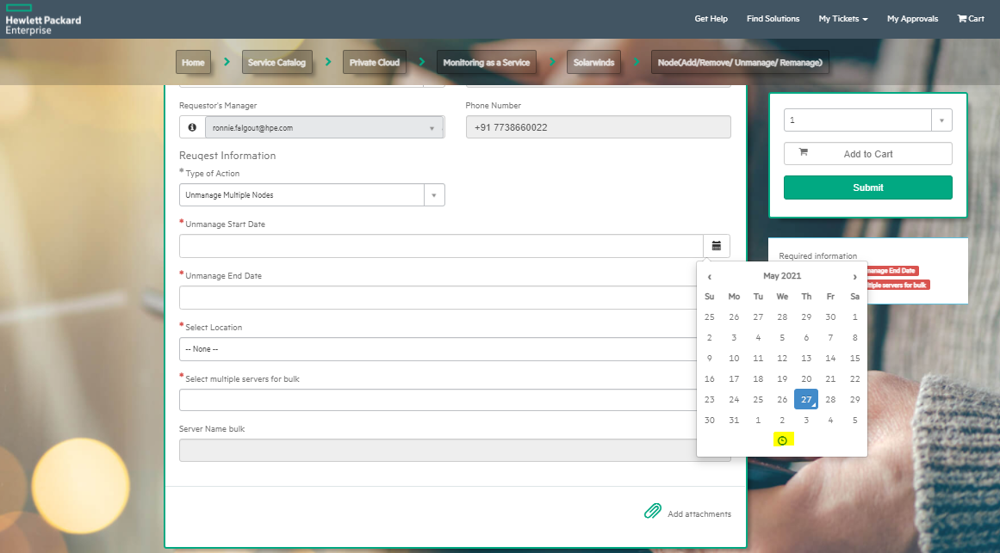 Hewlett Packard
Enterprise
Get Help Find Solutions My Tickets My Approvals Cart
Home Service Catalog Private Cloud Monitoring as a Service Solarwinds Node(Add/Remove/ Unmanage/ Remanage)
Requestor's Manager
ronnie.falgout@hpe.com
Phone Number
+91 7738660022
Reuqest Information
* Type of Action
Unmanage Multiple Nodes
* Unmanage Start Date
* Unmanage End Date
* Select Location
-- None --
* Select multiple servers for bulk
Server Name bulk
Add attachments
‹ May 2021 ›
Su Mo Tu We Th Fr Sa
25 26 27 28 29 30 1
2 3 4 5 6 7 8
9 10 11 12 13 14 15
16 17 18 19 20 21 22
23 24 25 26 27 28 29
30 31 1 2 3 4 5
1
Add to Cart
Submit
Required information
End Date
servers for bulk